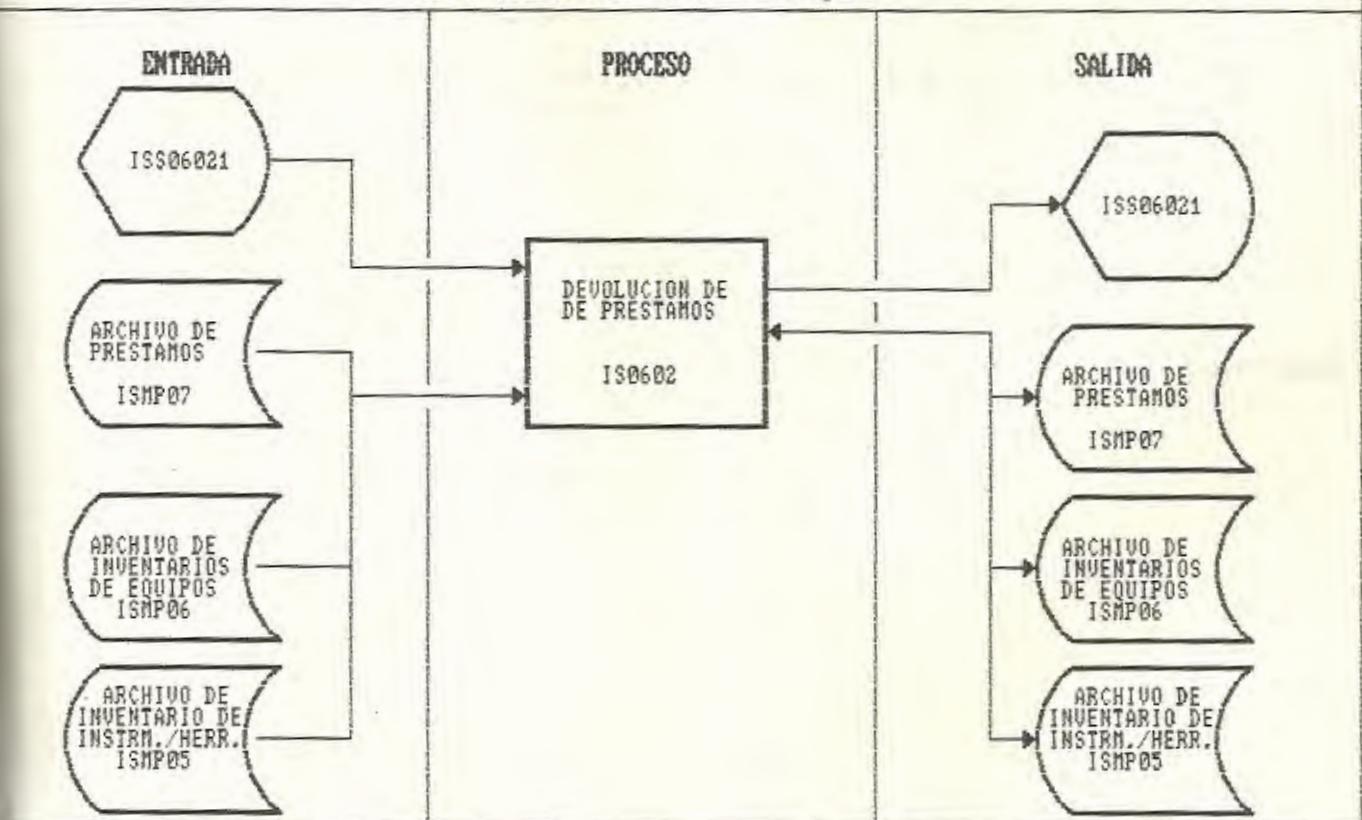 ENTRADA
PROCESO
SALIDA
ISS06021
ARCHIVO DE
PRESTAMOS
ISMP07
ARCHIVO DE
INVENTARIOS
DE EQUIPOS
ISMP06
ARCHIVO DE
INVENTARIO DE
INSTRM./HERR.
ISMP05
DEVOLUCION DE
DE PRESTAMOS
IS0602
ISS06021
ARCHIVO DE
PRESTAMOS
ISMP07
ARCHIVO DE
INVENTARIOS
DE EQUIPOS
ISMP06
ARCHIVO DE
INVENTARIO DE
INSTRM./HERR.
ISMP05